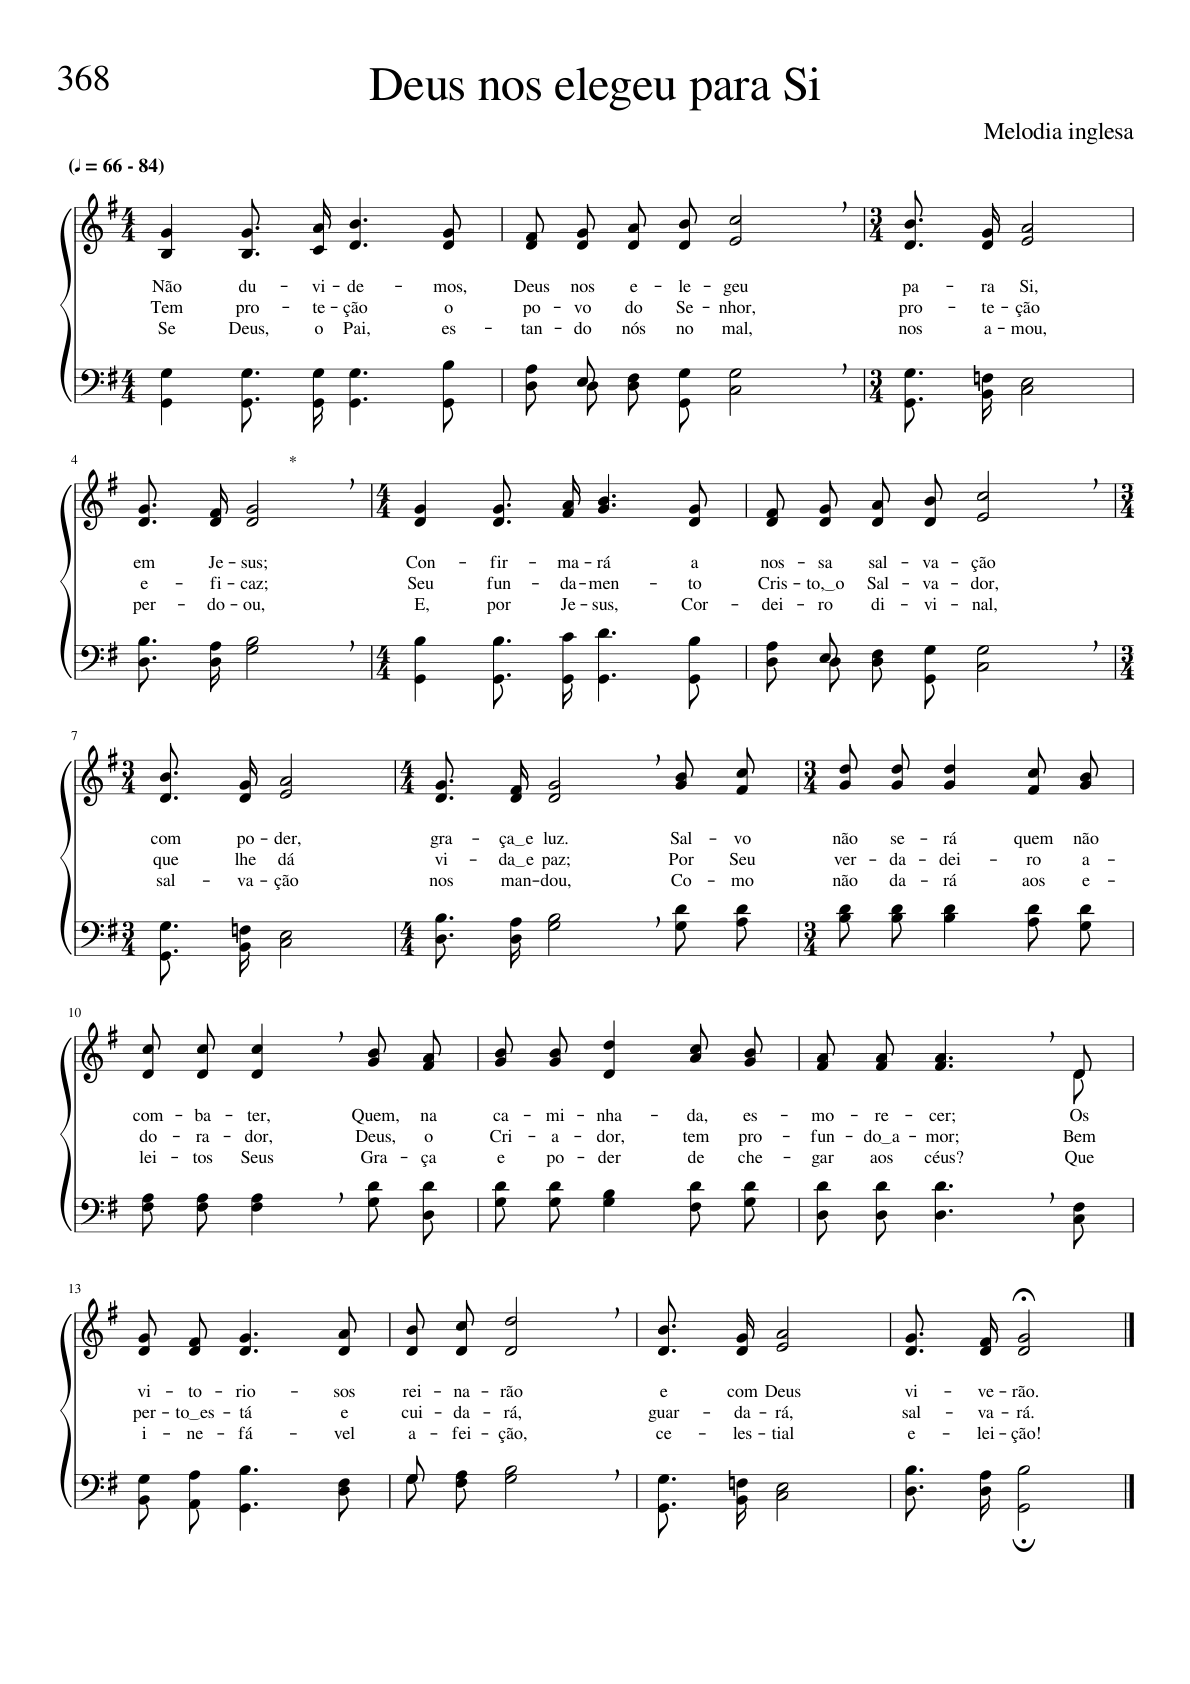 368
Deus nos elegeu para Si
Melodia inglesa
(♩ = 66 - 84)
Não du - vi - de - mos, Deus nos e - le - geu pa - ra Si,
Tem pro - te - ção o po - vo do Se - nhor, pro - te - ção
Se Deus, o Pai, es - tan - do nós no mal, nos a - mou,
4
*
em Je - sus; Con - fir - ma - rá a nos - sa sal - va - ção
e - fi - caz; Seu fun - da - men - to Cris - to,_o Sal - va - dor,
per - do - ou, E, por Je - sus, Cor - dei - ro di - vi - nal,
7
com po - der, gra - ça_e luz. Sal - vo não se - rá quem não
que lhe dá vi - da_e paz; Por Seu ver - da - dei - ro a -
sal - va - ção nos man - dou, Co - mo não da - rá aos e -
10
com - ba - ter, Quem, na ca - mi - nha - da, es - mo - re - cer; Os
do - ra - dor, Deus, o Cri - a - dor, tem pro - fun - do_a - mor; Bem
lei - tos Seus Gra - ça e po - der de che - gar aos céus? Que
13
vi - to - rio - sos rei - na - rão e com Deus vi - ve - rão.
per - to_es - tá e cui - da - rá, guar - da - rá, sal - va - rá.
i - ne - fá - vel a - fei - ção, ce - les - tial e - lei - ção!